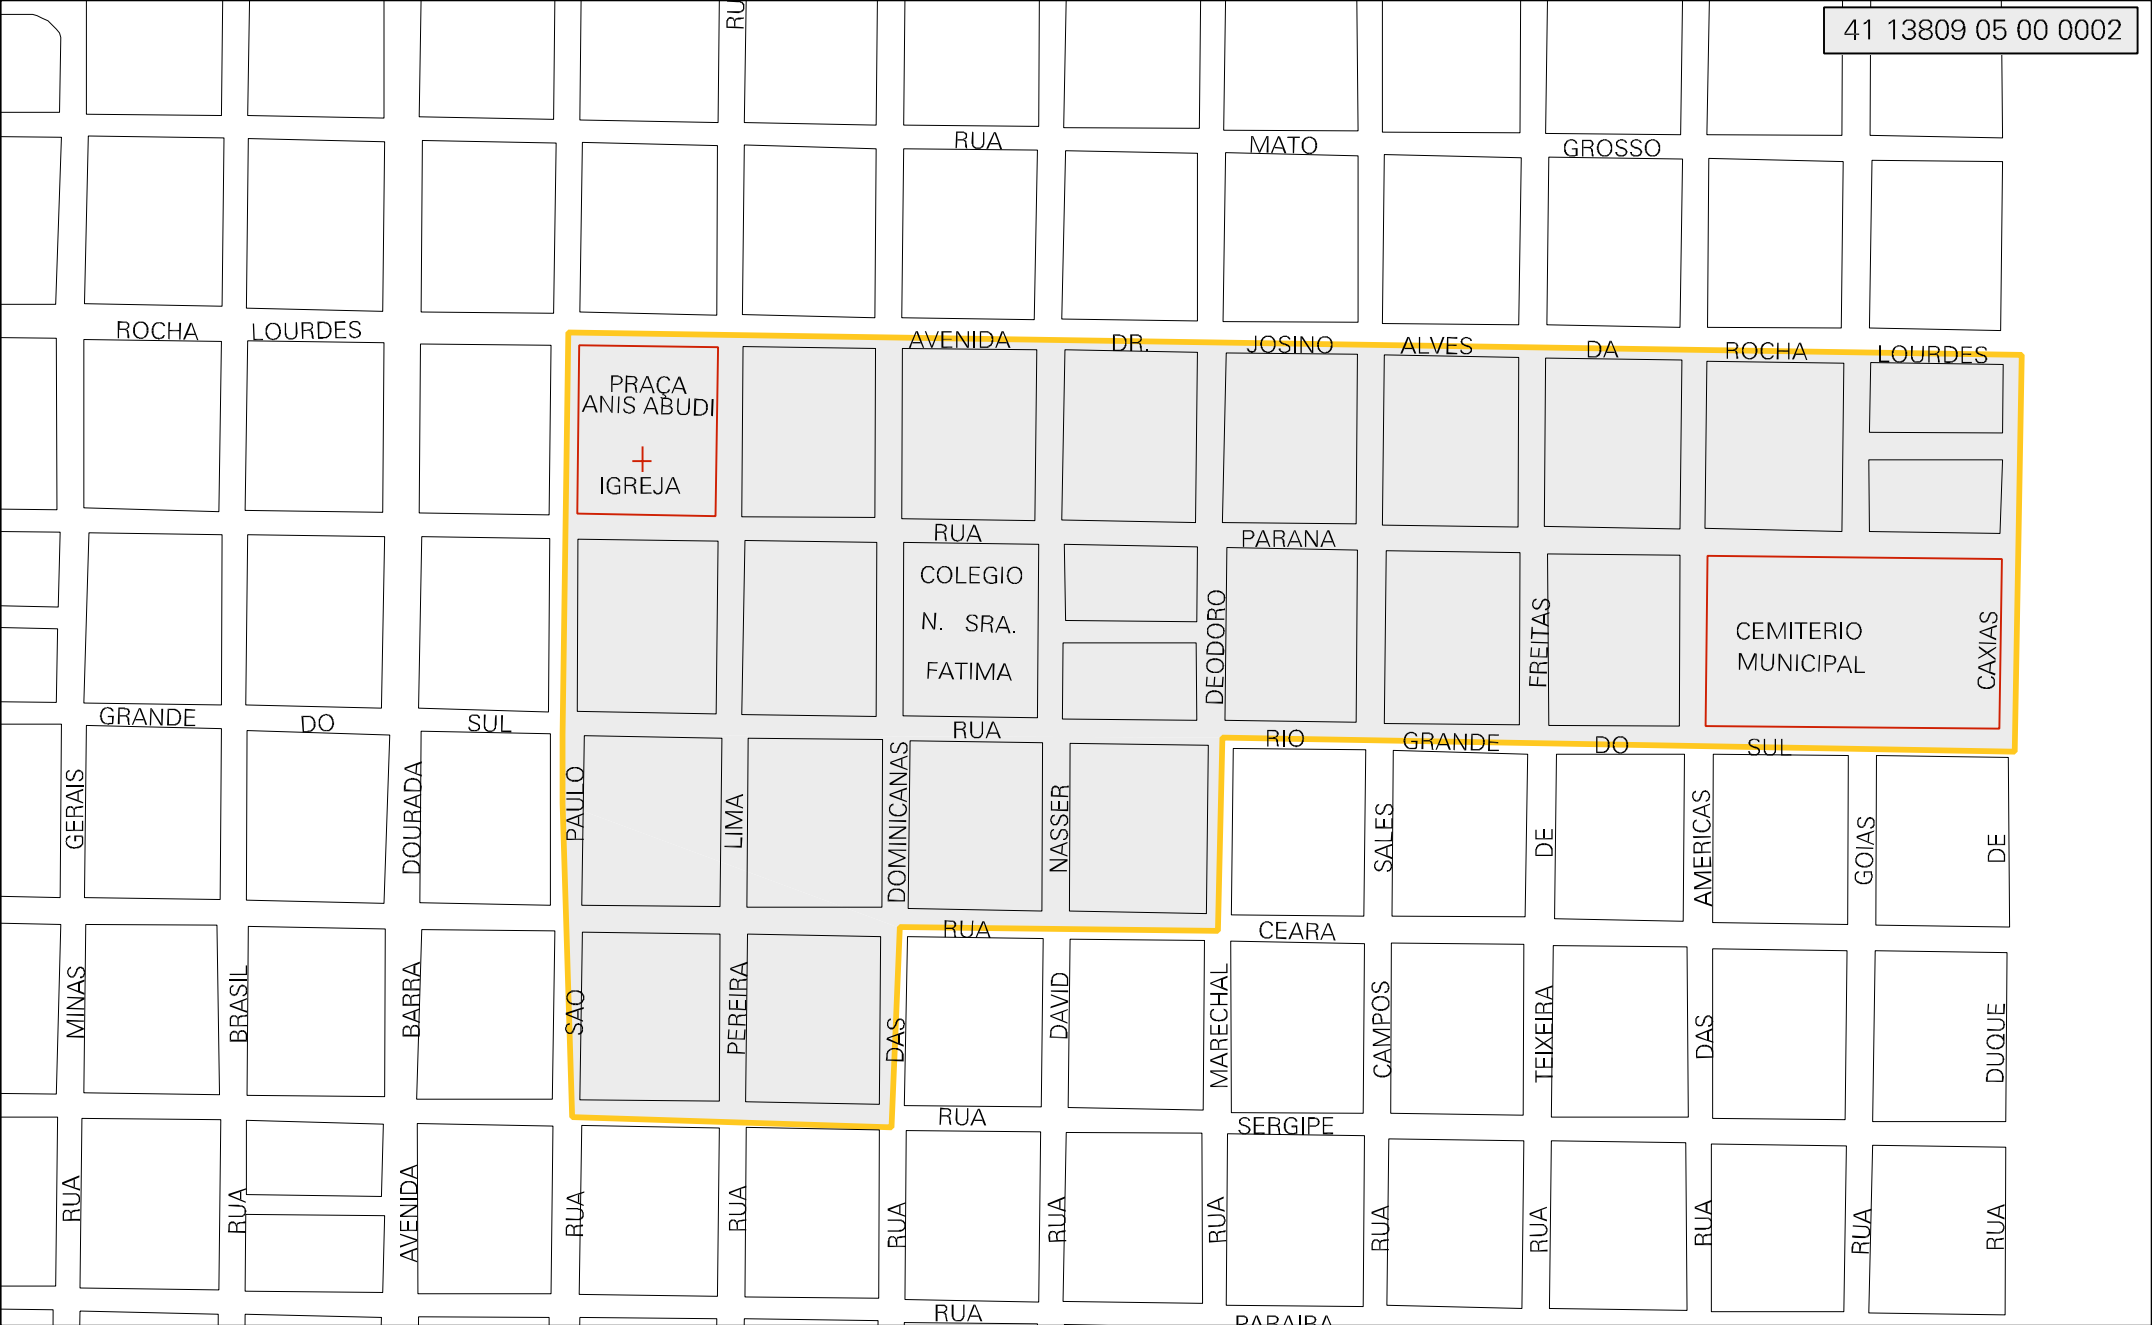 RU
41 13809 05 00 0002
RUA MATO GROSSO
ROCHA LOURDES
AVENIDA DR. JOSINO ALVES DA ROCHA LOURDES
PRAÇA
ANIS ABUDI
IGREJA
RUA PARANA
COLEGIO
N. SRA.
FATIMA
CEMITERIO
MUNICIPAL
GRANDE DO SUL
RUA RIO GRANDE DO SUL
RUA CEARA
RUA SERGIPE
RUA PARAIBA
RUA MINAS GERAIS
RUA BRASIL
AVENIDA BARRA DOURADA
RUA SAO PAULO
RUA PEREIRA LIMA
RUA DAS DOMINICANAS
RUA DAVID NASSER
RUA MARECHAL DEODORO
RUA CAMPOS SALES
RUA TEIXEIRA DE FREITAS
RUA DAS AMERICAS
RUA GOIAS
RUA DUQUE DE CAXIAS